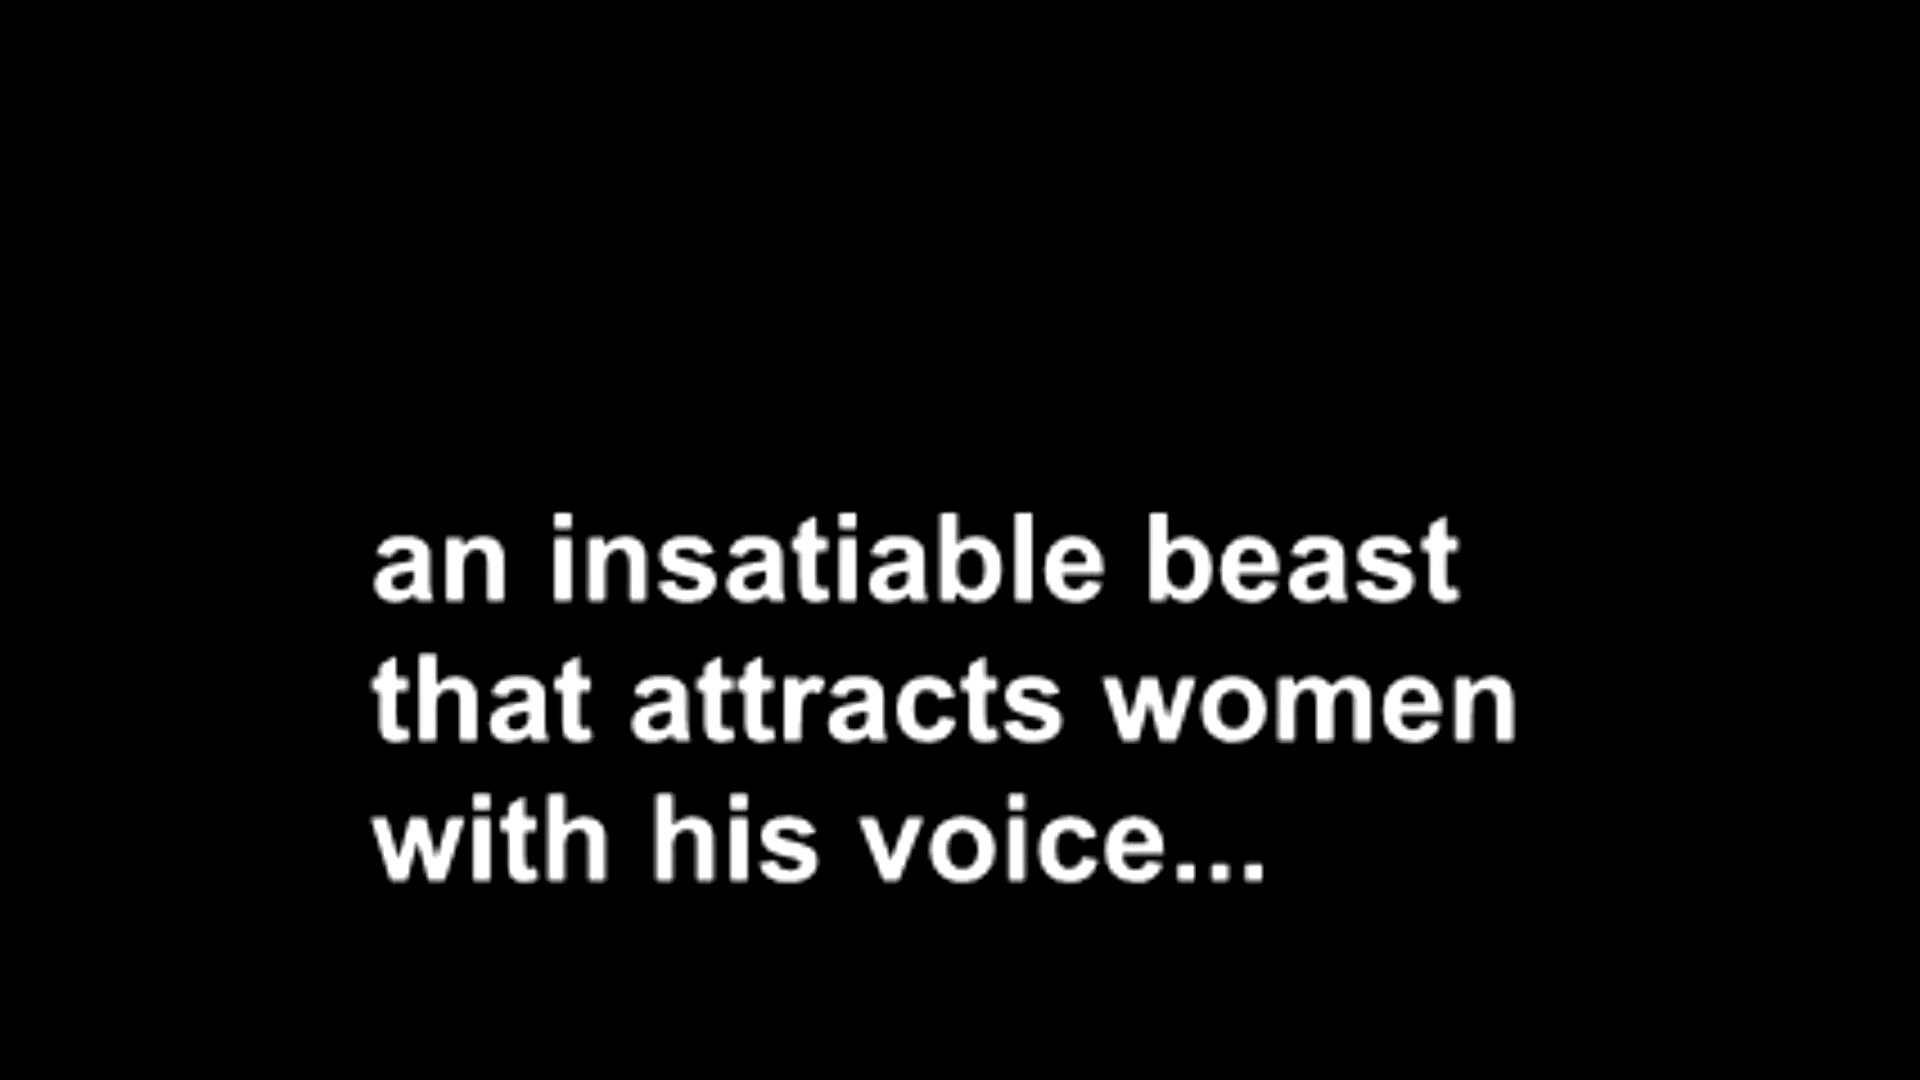 an insatiable beast
that attracts women
with his voice...